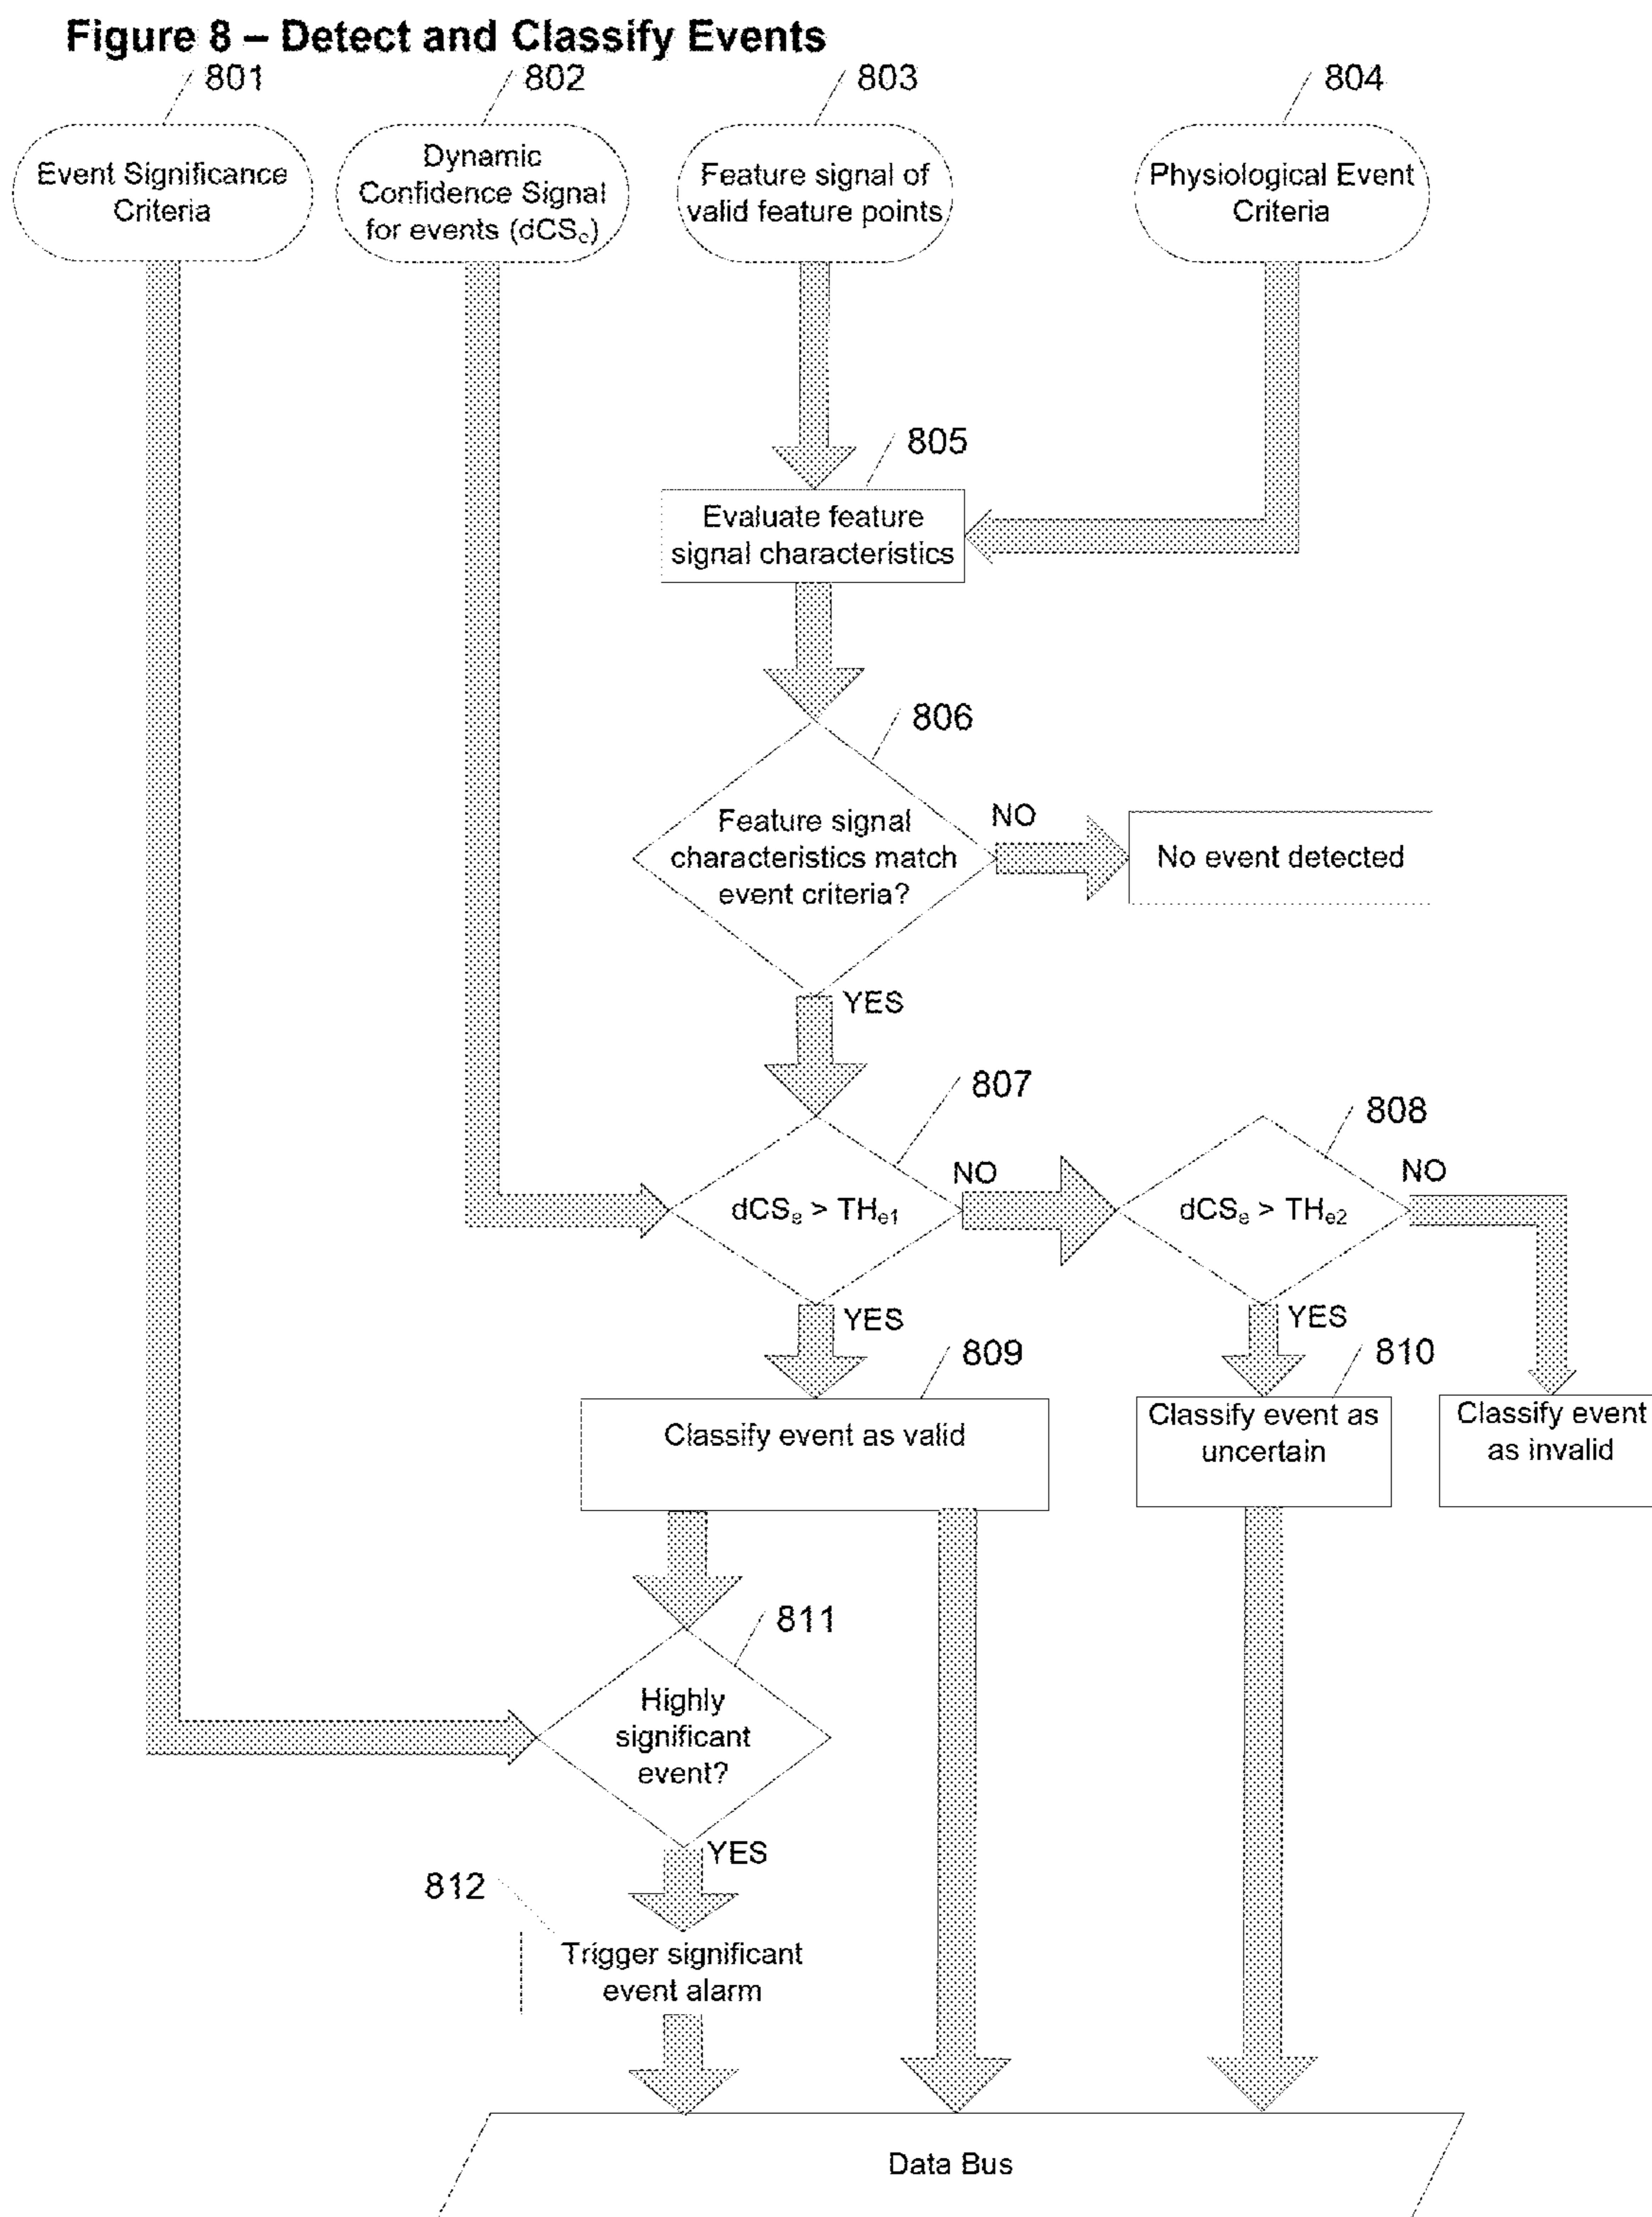 Figure 8 – Detect and Classify Events
801
802
803
804
Event Significance
Criteria
Dynamic
Confidence Signal
for events (dCSe)
Feature signal of
valid feature points
Physiological Event
Criteria
805
Evaluate feature
signal characteristics
806
Feature signal
characteristics match
event criteria?
NO
No event detected
YES
807
808
dCSe > THe1
NO
dCSe > THe2
NO
YES
YES
809
810
Classify event as valid
Classify event as
uncertain
Classify event
as invalid
811
Highly
significant
event?
YES
812
Trigger significant
event alarm
Data Bus